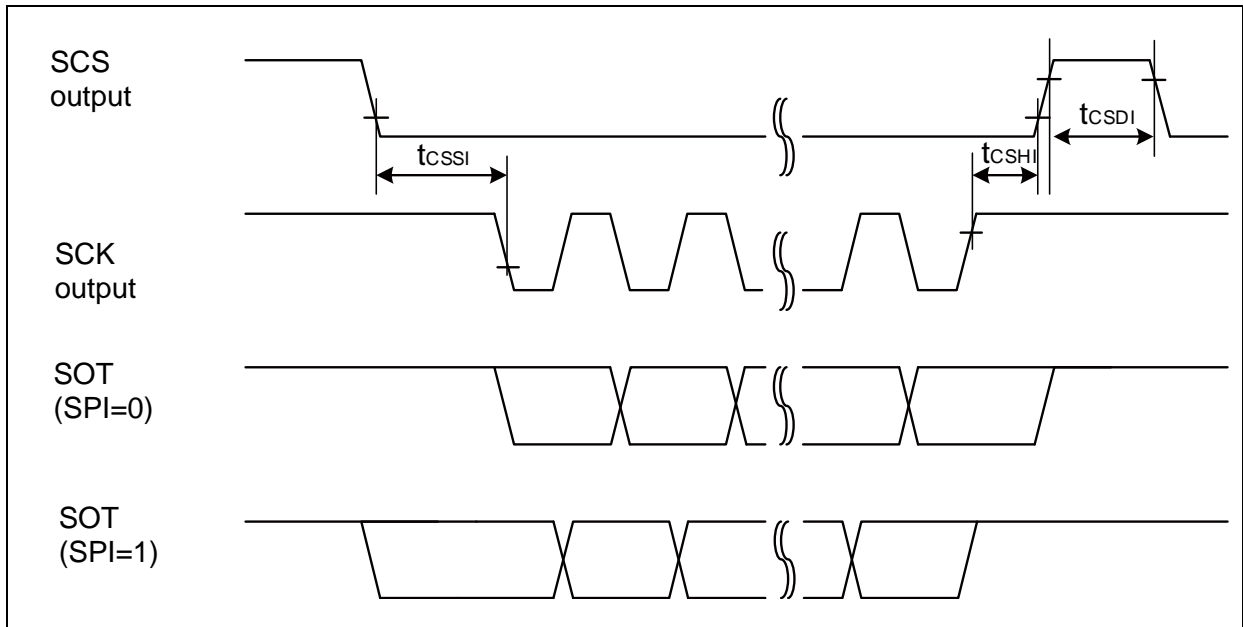 SCS
output
tCSDI
tCSSI
tCSHI
SCK
output
SOT
(SPI=0)
SOT
(SPI=1)